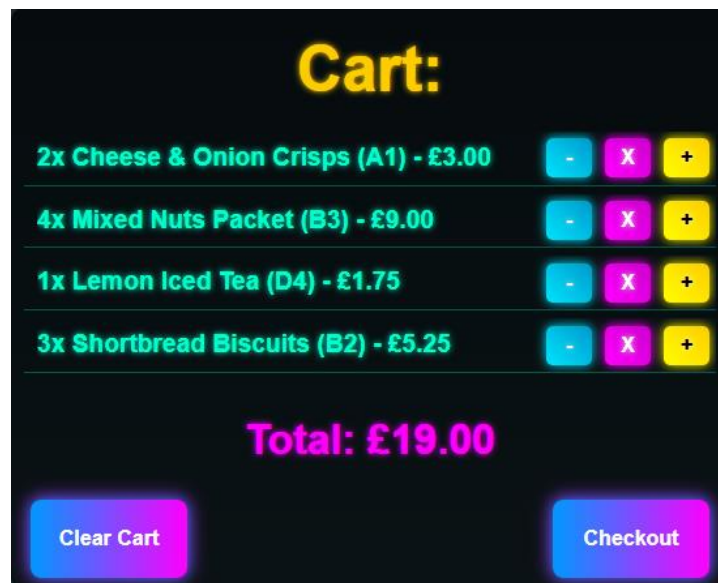 Cart:
2x Cheese & Onion Crisps (A1) - £3.00 - X +
4x Mixed Nuts Packet (B3) - £9.00 - X +
1x Lemon Iced Tea (D4) - £1.75 - X +
3x Shortbread Biscuits (B2) - £5.25 - X +
Total: £19.00
Clear Cart Checkout